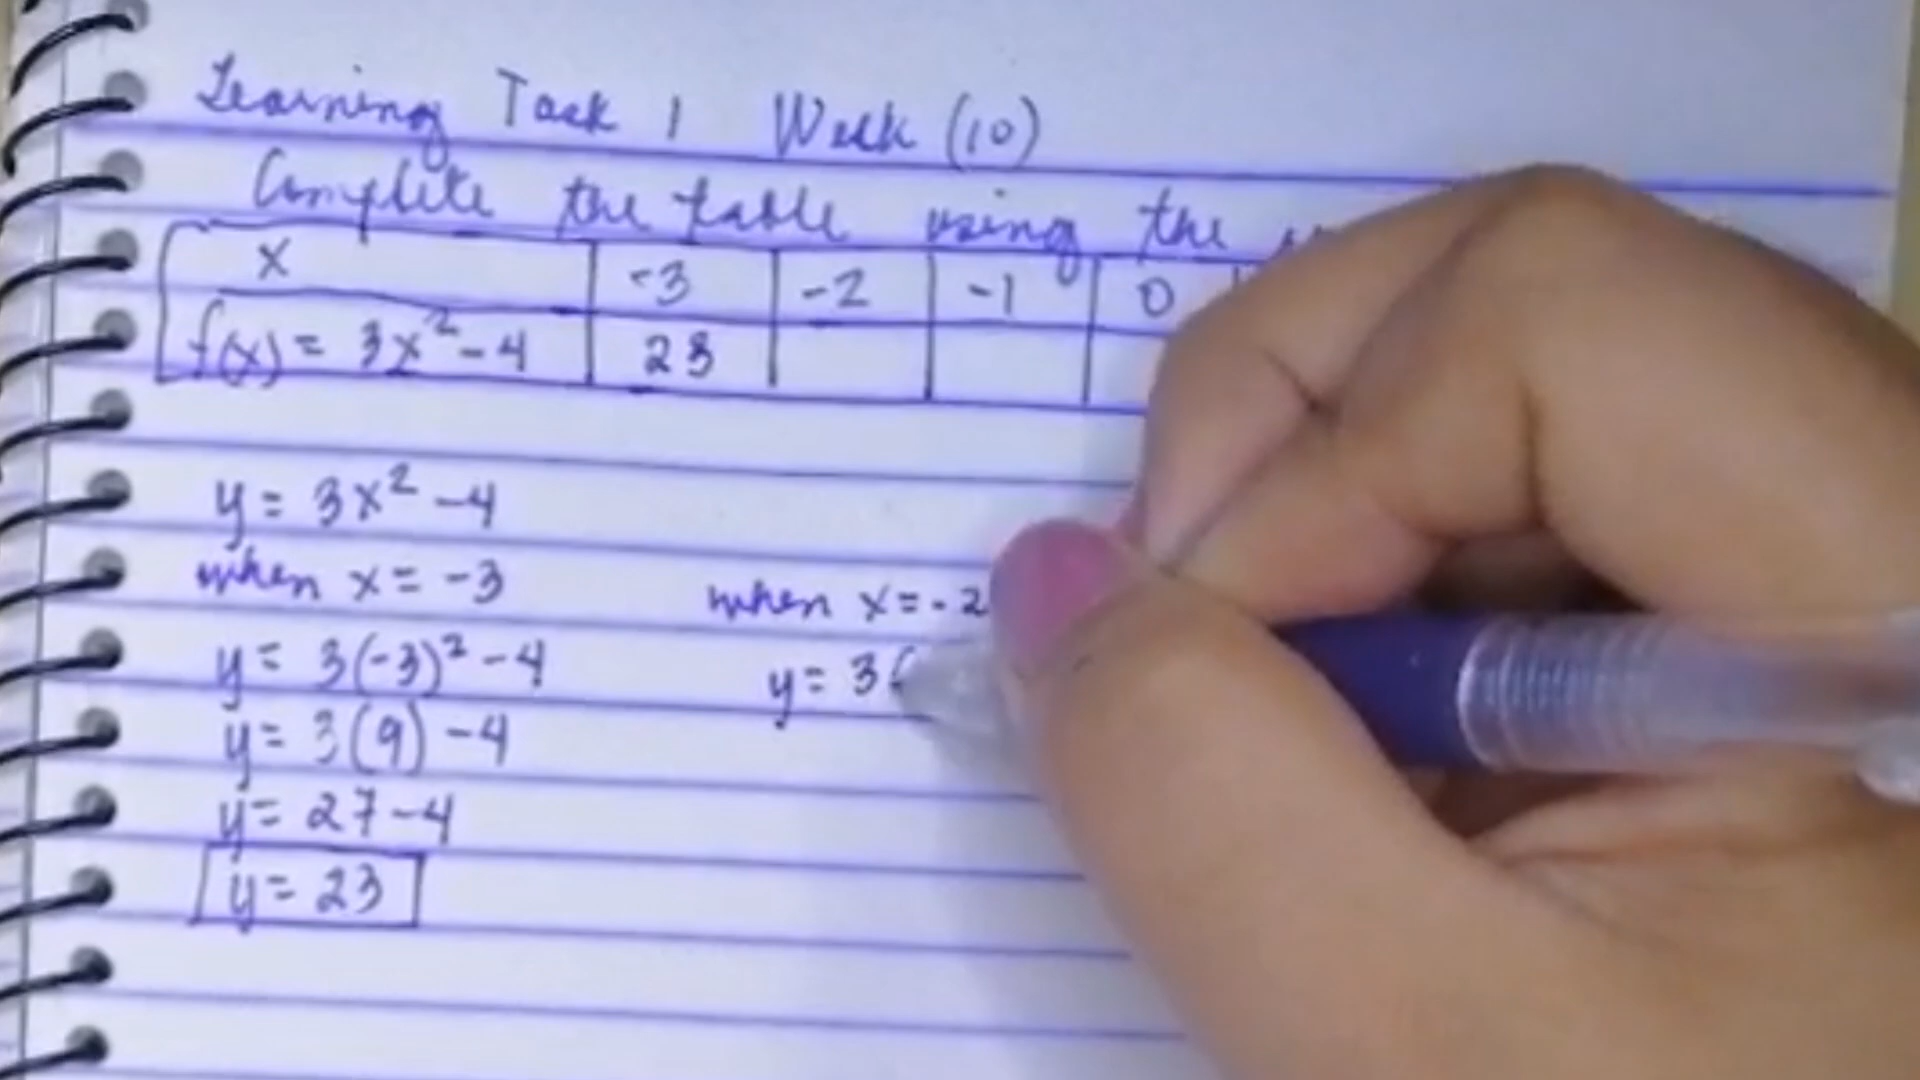 Learning Task 1 Week (10)
Complete the table using the
x -3 -2 -1 0
f(x) = 3x² - 4 23
y = 3x² - 4
when x = -3
when x = -2
y = 3(-3)² - 4
y = 3(
y = 3(9) - 4
y = 27 - 4
y = 23